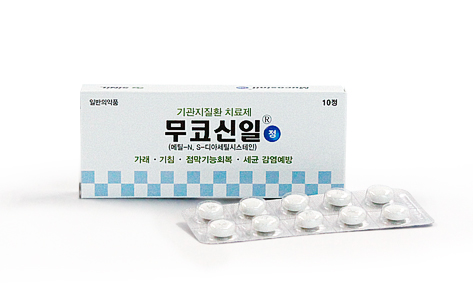 일반의약품
10정
기관지질환 치료제
무코신일® 정
(메틸-N, S-디아세틸시스테인)
가래 · 기침 · 점막기능회복 · 세균 감염예방